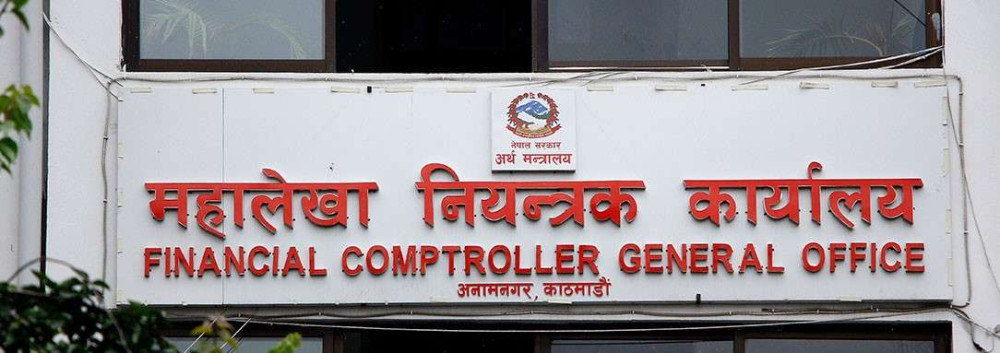 नेपाल सरकार
अर्थ मन्त्रालय
महालेखा नियन्त्रक कार्यालय
FINANCIAL COMPTROLLER GENERAL OFFICE
अनामनगर, काठमाडौं